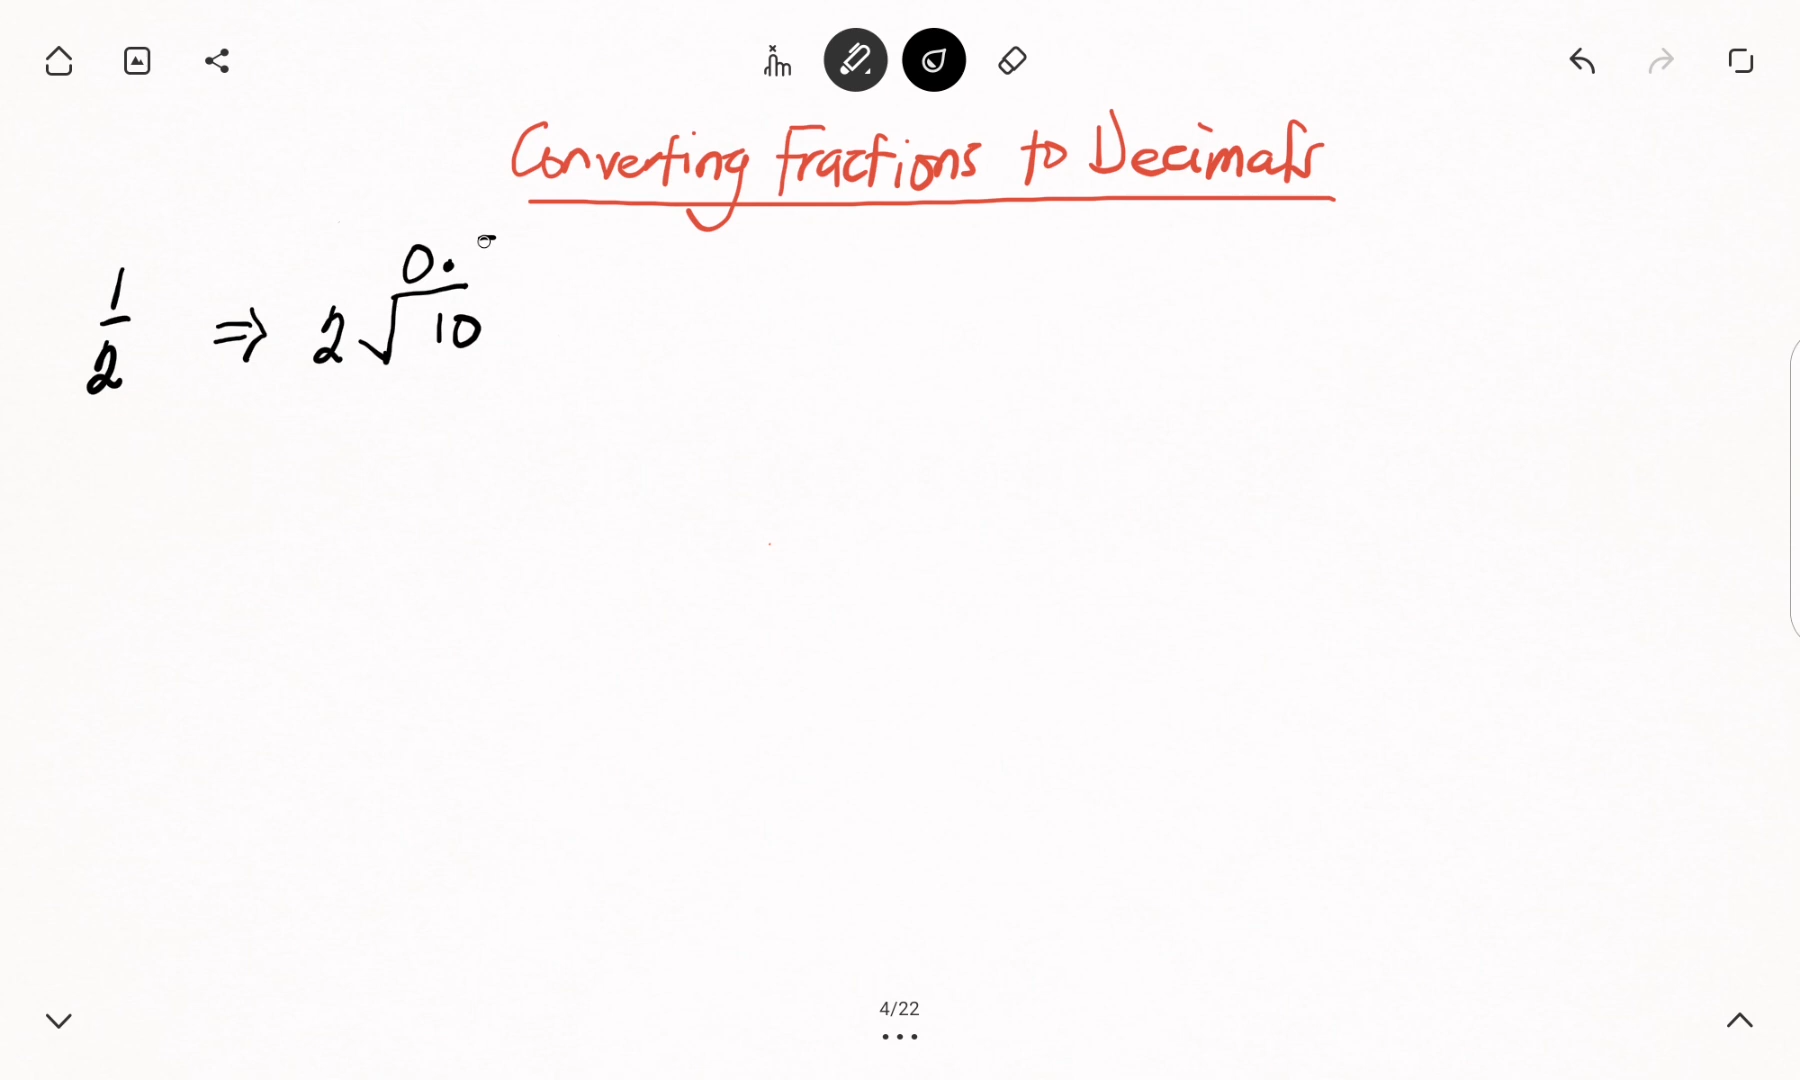 Converting Fractions to Decimals
1/2 ⇒ 2√10
0.
4/22